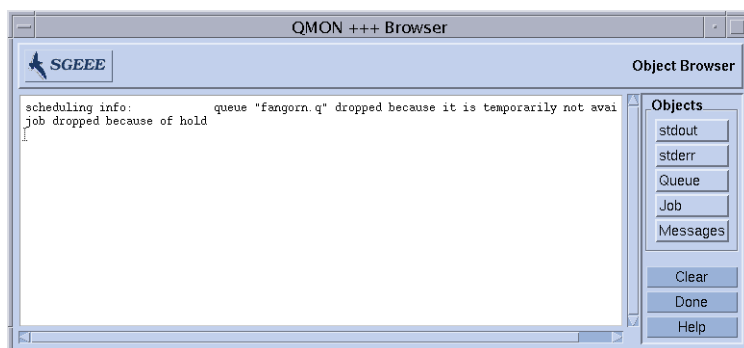 QMON +++ Browser
SGEEE
Object Browser
scheduling info: queue "fangorn.q" dropped because it is temporarily not avai
job dropped because of hold
Objects
stdout
stderr
Queue
Job
Messages
Clear
Done
Help